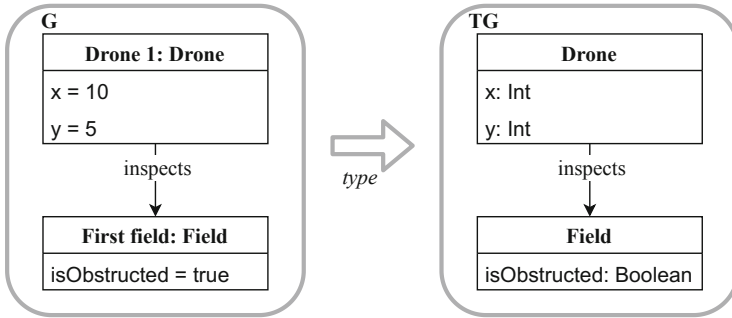 G
Drone 1: Drone
x = 10
y = 5
inspects
First field: Field
isObstructed = true
type
TG
Drone
x: Int
y: Int
inspects
Field
isObstructed: Boolean